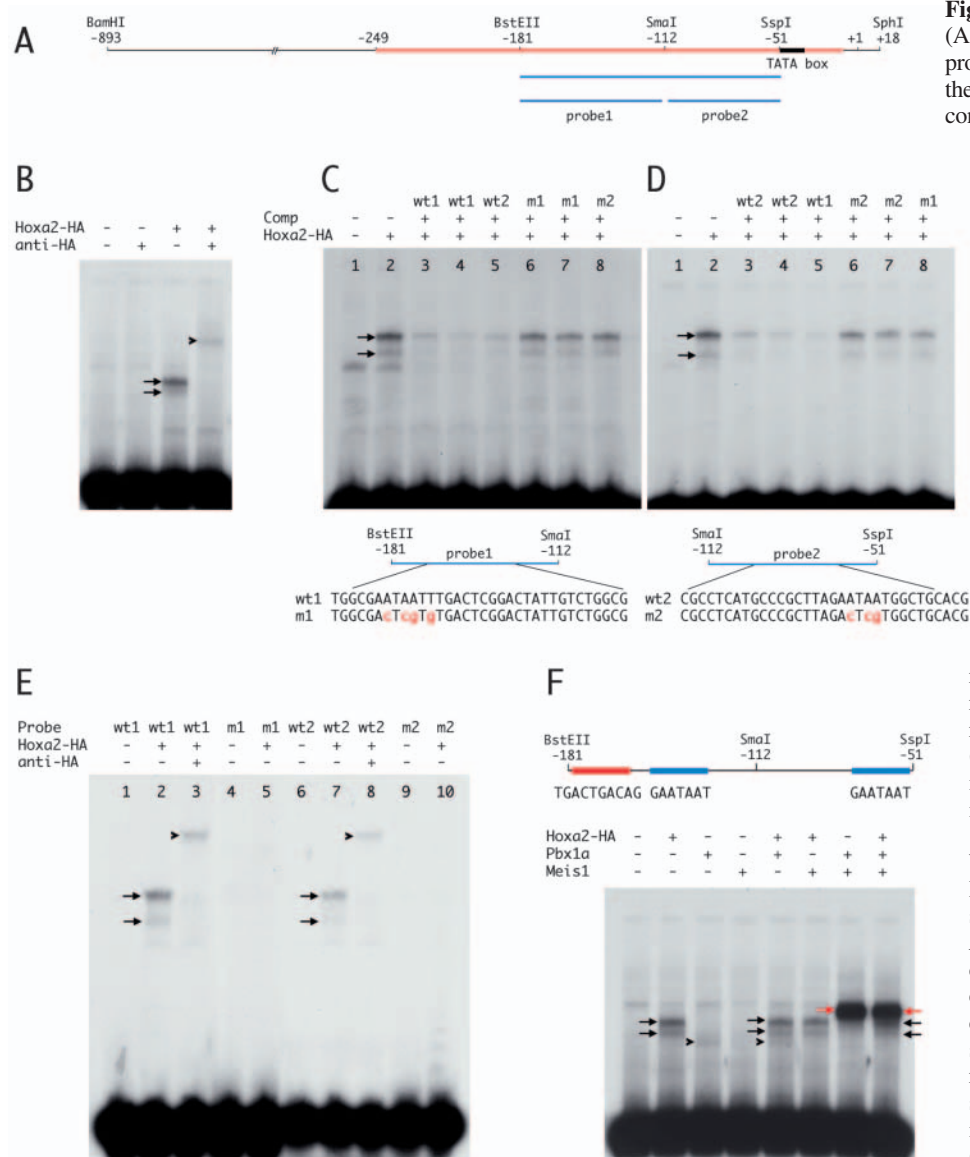 Fig
(A
pro
the
con
A
BamHI BstEII SmaI SspI SphI
-893 -249 -181 -112 -51 +1 +18
TATA box
probe1 probe2
B
Hoxa2-HA - - + +
anti-HA - + - +
C
wt1 wt1 wt2 m1 m1 m2
Comp - - + + + + + +
Hoxa2-HA - + + + + + + +
1 2 3 4 5 6 7 8
D
wt2 wt2 wt1 m2 m2 m1
- - + + + + + +
- + + + + + + +
1 2 3 4 5 6 7 8
BstEII SmaI
-181 probe1 -112
wt1 TGGCGAATAATTTGACTCGGACTATTGTCTGGCG
m1 TGGCGAcTcgTgTGACTCGGACTATTGTCTGGCG
SmaI SspI
-112 probe2 -51
wt2 CGCCTCATGCCCGCTTAGAATAATGGCTGCACG
m2 CGCCTCATGCCCGCTTAGAcTcgTGGCTGCACG
E
Probe wt1 wt1 wt1 m1 m1 wt2 wt2 wt2 m2 m2
Hoxa2-HA - + + - + - + + - +
anti-HA - - + - - - - + - -
1 2 3 4 5 6 7 8 9 10
F
BstEII SmaI SspI
-181 -112 -51
TGACTGACAG GAATAAT GAATAAT
Hoxa2-HA - + - - + + - +
Pbx1a - - + - + - + +
Meis1 - - - + - + + +